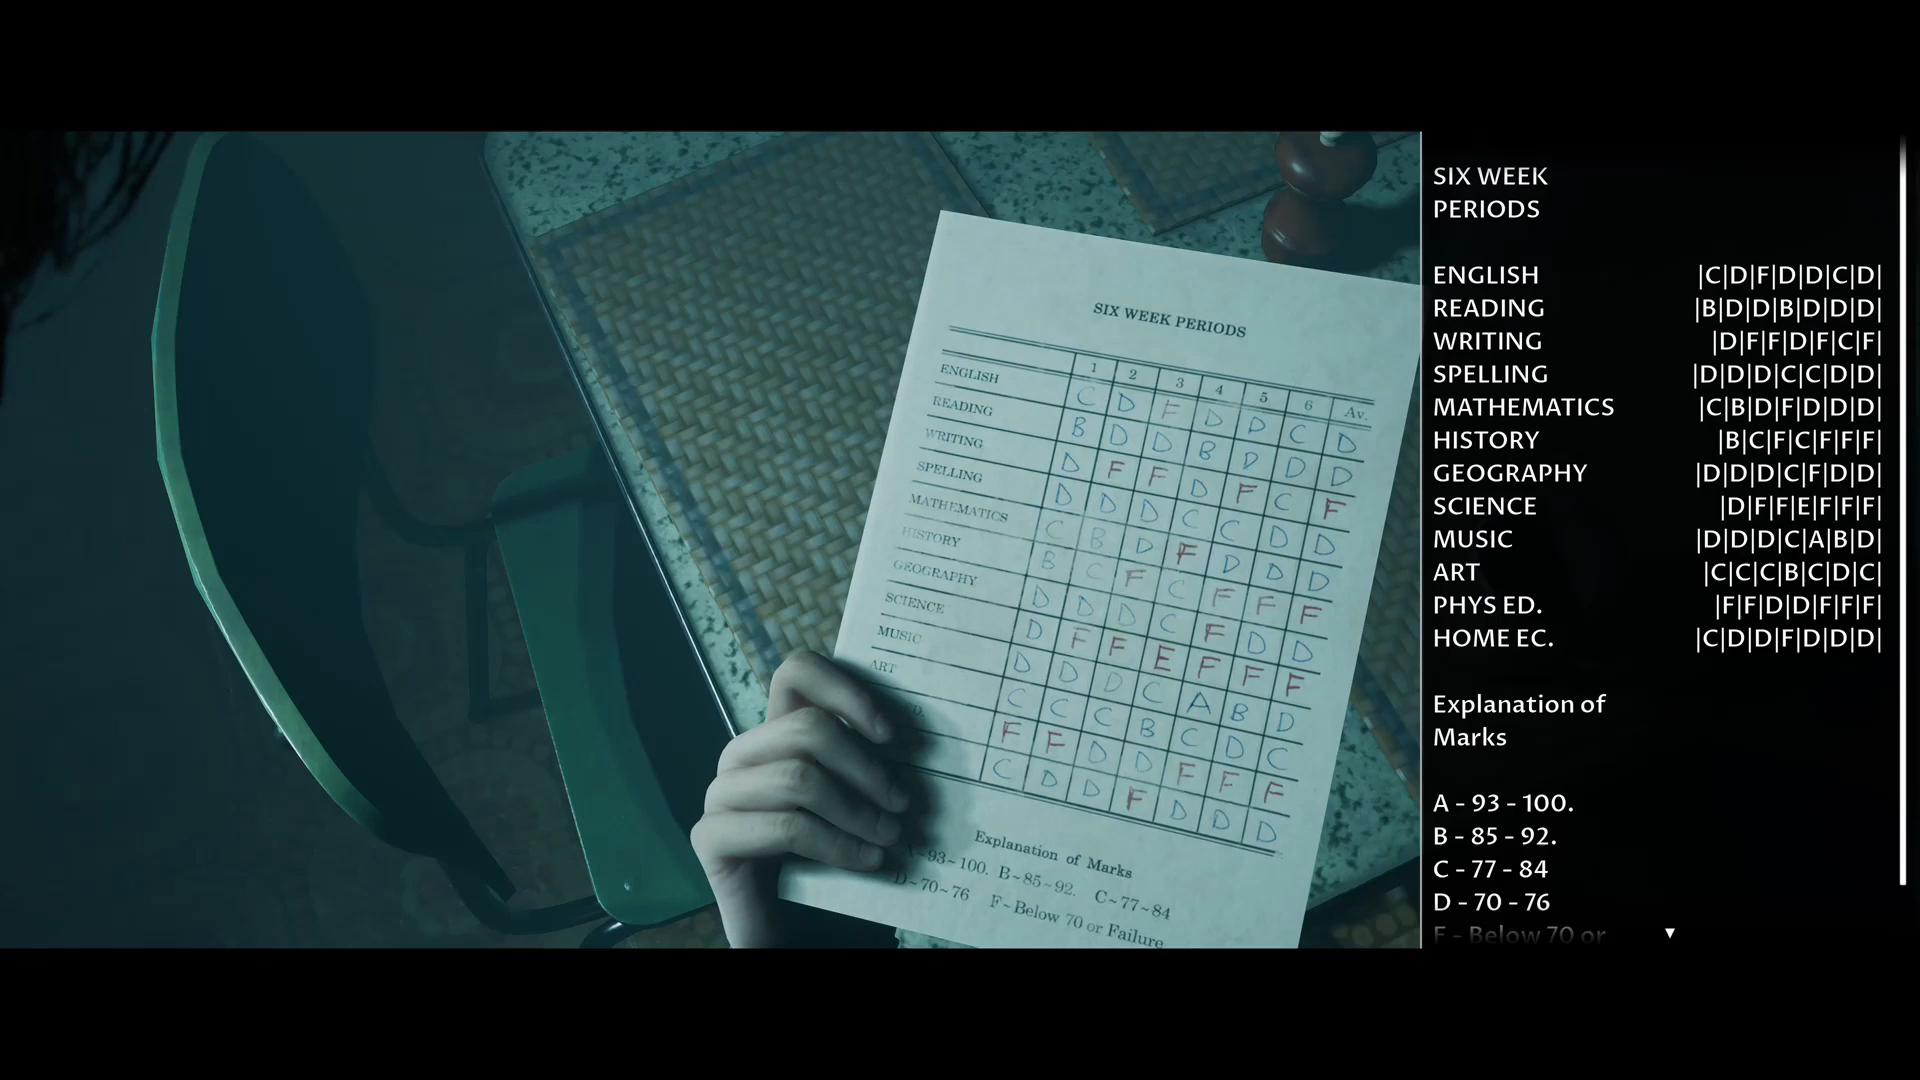 SIX WEEK PERIODS
1 2 3 4 5 6 Av.
ENGLISH C D F D D C D
READING B D D B D D D
WRITING D F F D F C F
SPELLING D D D C C D D
MATHEMATICS C B D F D D D
HISTORY B C F C F F F
GEOGRAPHY D D D C F D D
SCIENCE D F F E F F F
MUSIC D D D C A B D
ART C C C B C D C
D. F F D D F F F
C D D F D D D
Explanation of Marks
~93~100. B~85~92. C~77~84
D~70~76 F~Below 70 or Failure
SIX WEEK
PERIODS
ENGLISH |C|D|F|D|D|C|D|
READING |B|D|D|B|D|D|D|
WRITING |D|F|F|D|F|C|F|
SPELLING |D|D|D|C|C|D|D|
MATHEMATICS |C|B|D|F|D|D|D|
HISTORY |B|C|F|C|F|F|F|
GEOGRAPHY |D|D|D|C|F|D|D|
SCIENCE |D|F|F|E|F|F|F|
MUSIC |D|D|D|C|A|B|D|
ART |C|C|C|B|C|D|C|
PHYS ED. |F|F|D|D|F|F|F|
HOME EC. |C|D|D|F|D|D|D|
Explanation of
Marks
A - 93 - 100.
B - 85 - 92.
C - 77 - 84
D - 70 - 76
F - Below 70 or